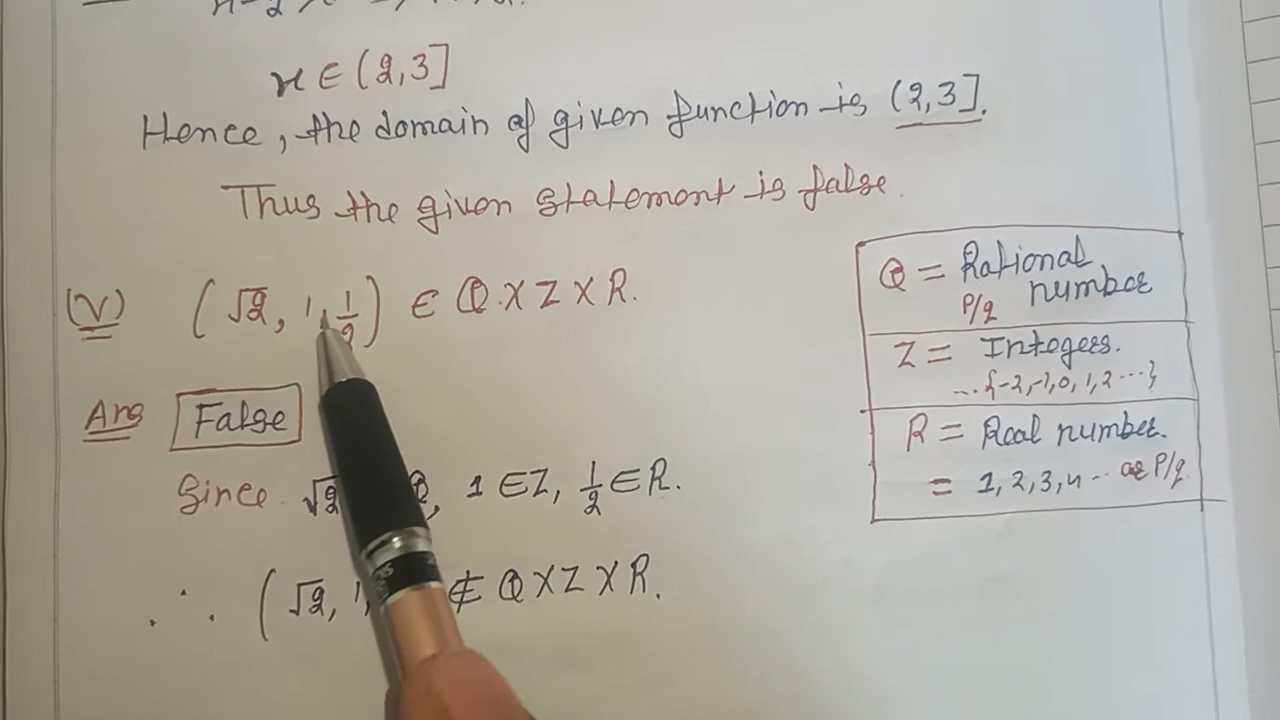 x ∈ (2,3]
Hence, the domain of given function is (2,3].
Thus the given statement is false.
(V) (√2, 1, 1/2) ∈ Q × Z × R.
Ans False
Since √2 Q, 1 ∈ Z, 1/2 ∈ R.
∴ (√2, 1, ∉ Q × Z × R.
Q = Rational number
P/q
Z = Integers.
... {-2,-1,0,1,2 ...}
R = Real number.
= 1,2,3,4 .. as P/q